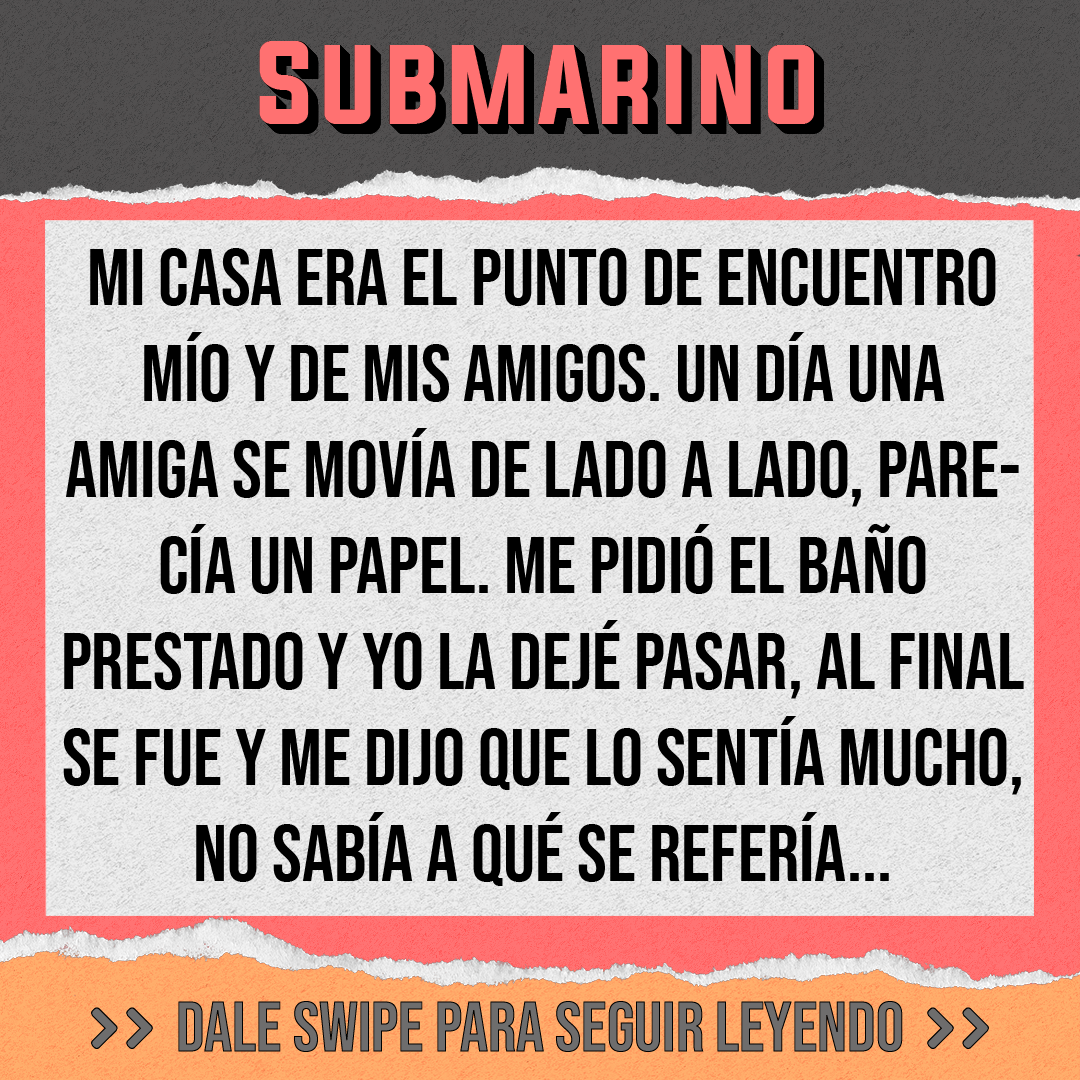 SUBMARINO
MI CASA ERA EL PUNTO DE ENCUENTRO
MÍO Y DE MIS AMIGOS. UN DÍA UNA
AMIGA SE MOVÍA DE LADO A LADO, PARE-
CÍA UN PAPEL. ME PIDIÓ EL BAÑO
PRESTADO Y YO LA DEJÉ PASAR, AL FINAL
SE FUE Y ME DIJO QUE LO SENTÍA MUCHO,
NO SABÍA A QUÉ SE REFERÍA...
>> DALE SWIPE PARA SEGUIR LEYENDO >>